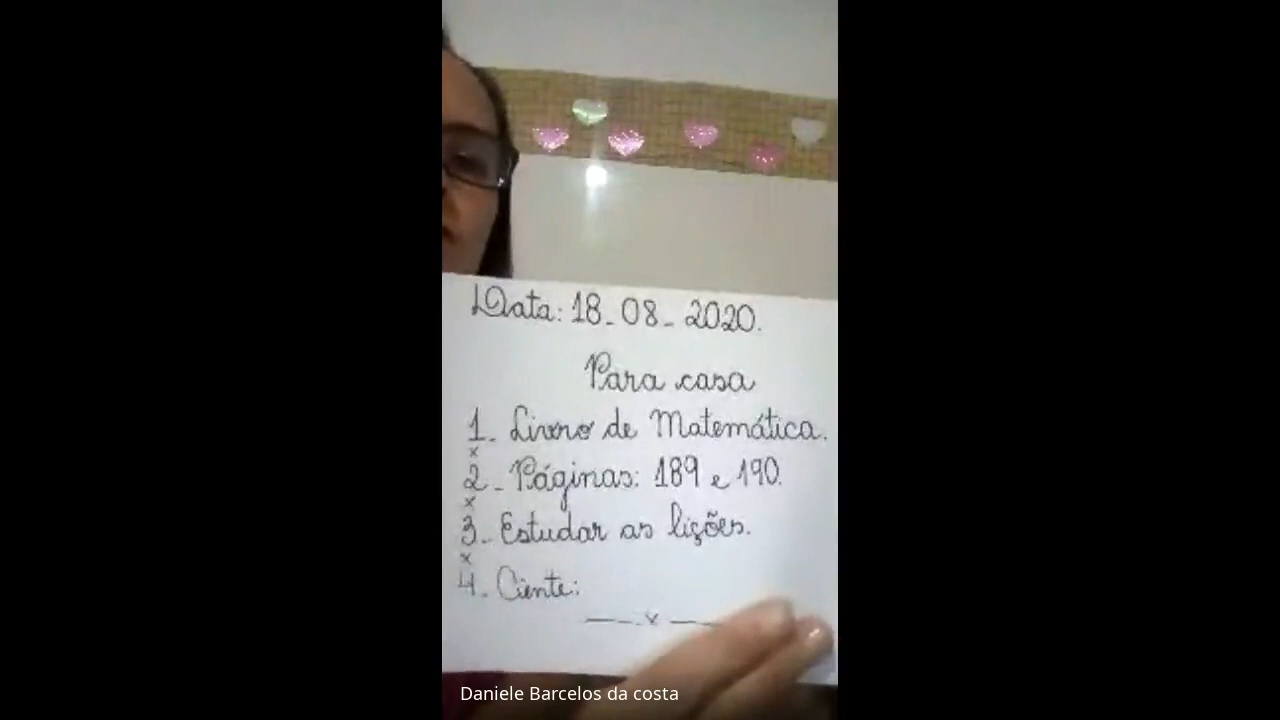 Data: 18-08-2020.
Para casa
1- Livro de Matemática.
x
2- Páginas: 189 e 190.
x
3- Estudar as lições.
x
4- Ciente:
——x——
Daniele Barcelos da costa